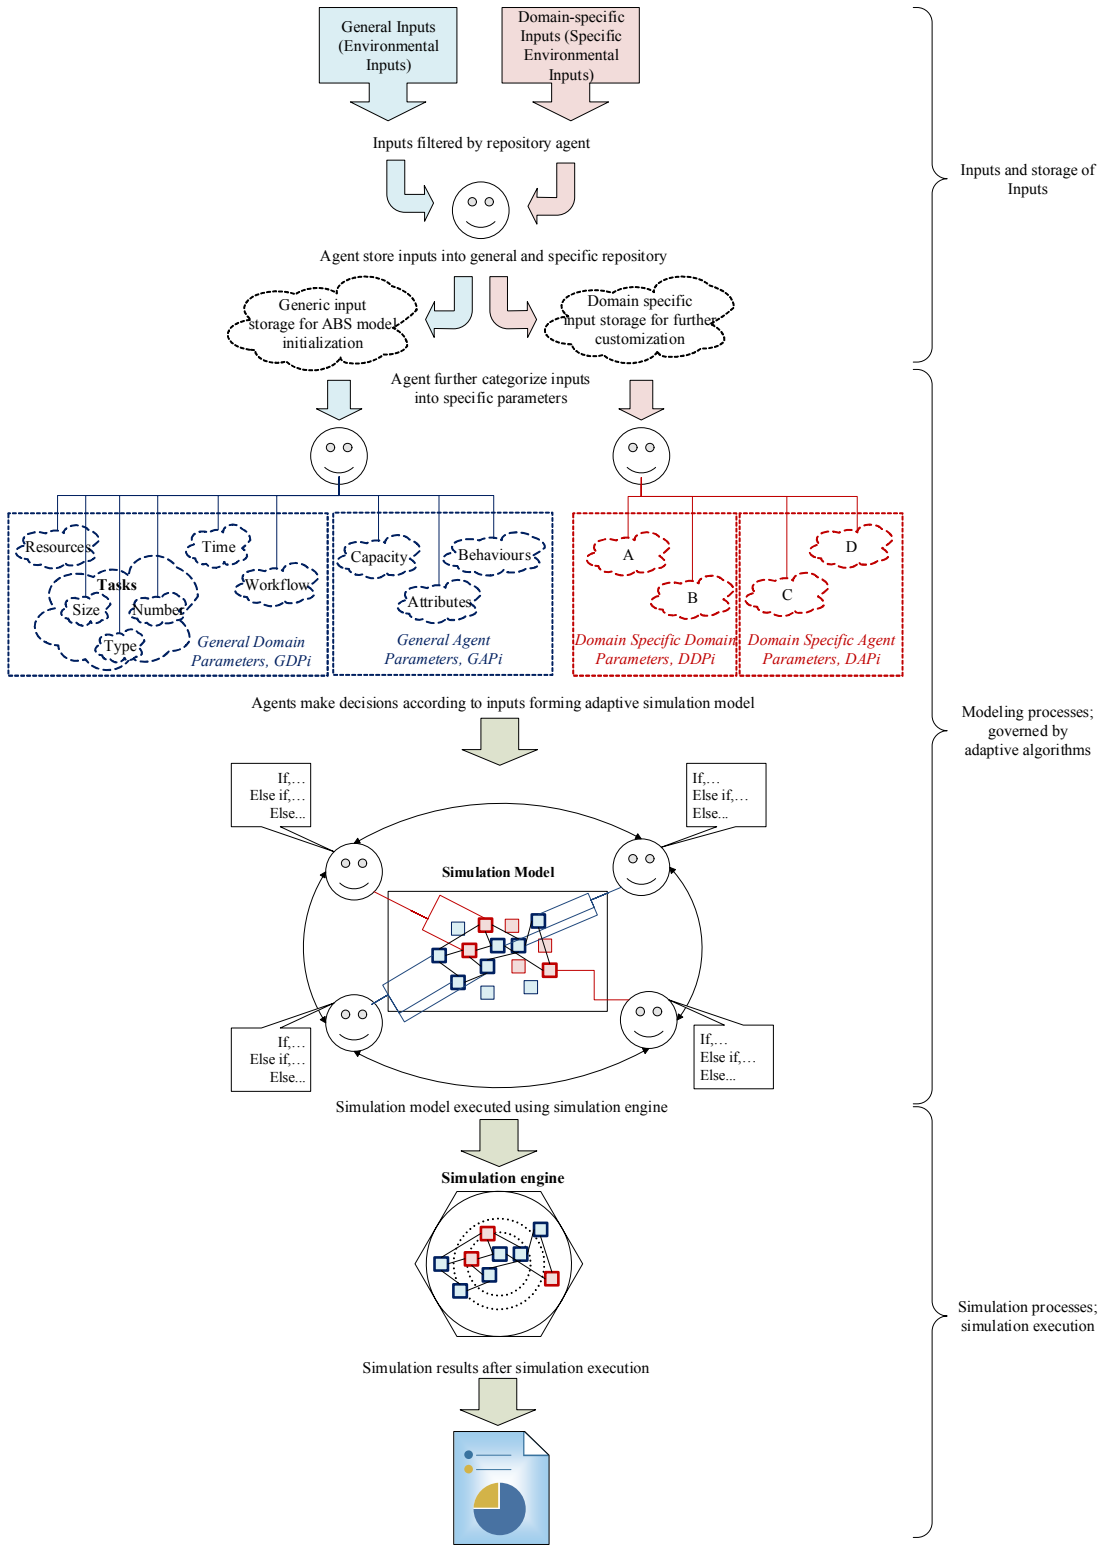 General Inputs
(Environmental
Inputs)
Domain-specific
Inputs (Specific
Environmental
Inputs)
Inputs filtered by repository agent
Inputs and storage of
Inputs
Agent store inputs into general and specific repository
Generic input
storage for ABS model
initialization
Domain specific
input storage for further
customization
Agent further categorize inputs
into specific parameters
Resources
Tasks
Size
Type
Number
Time
Workflow
General Domain
Parameters, GDPi
Capacity
Attributes
Behaviours
General Agent
Parameters, GAPi
A
B
Domain Specific Domain
Parameters, DDPi
C
D
Domain Specific Agent
Parameters, DAPi
Agents make decisions according to inputs forming adaptive simulation model
Modeling processes;
governed by
adaptive algorithms
If,...
Else if,...
Else...
If,...
Else if,...
Else...
Simulation Model
If,...
Else if,...
Else...
If,...
Else if,...
Else...
Simulation model executed using simulation engine
Simulation engine
Simulation processes;
simulation execution
Simulation results after simulation execution